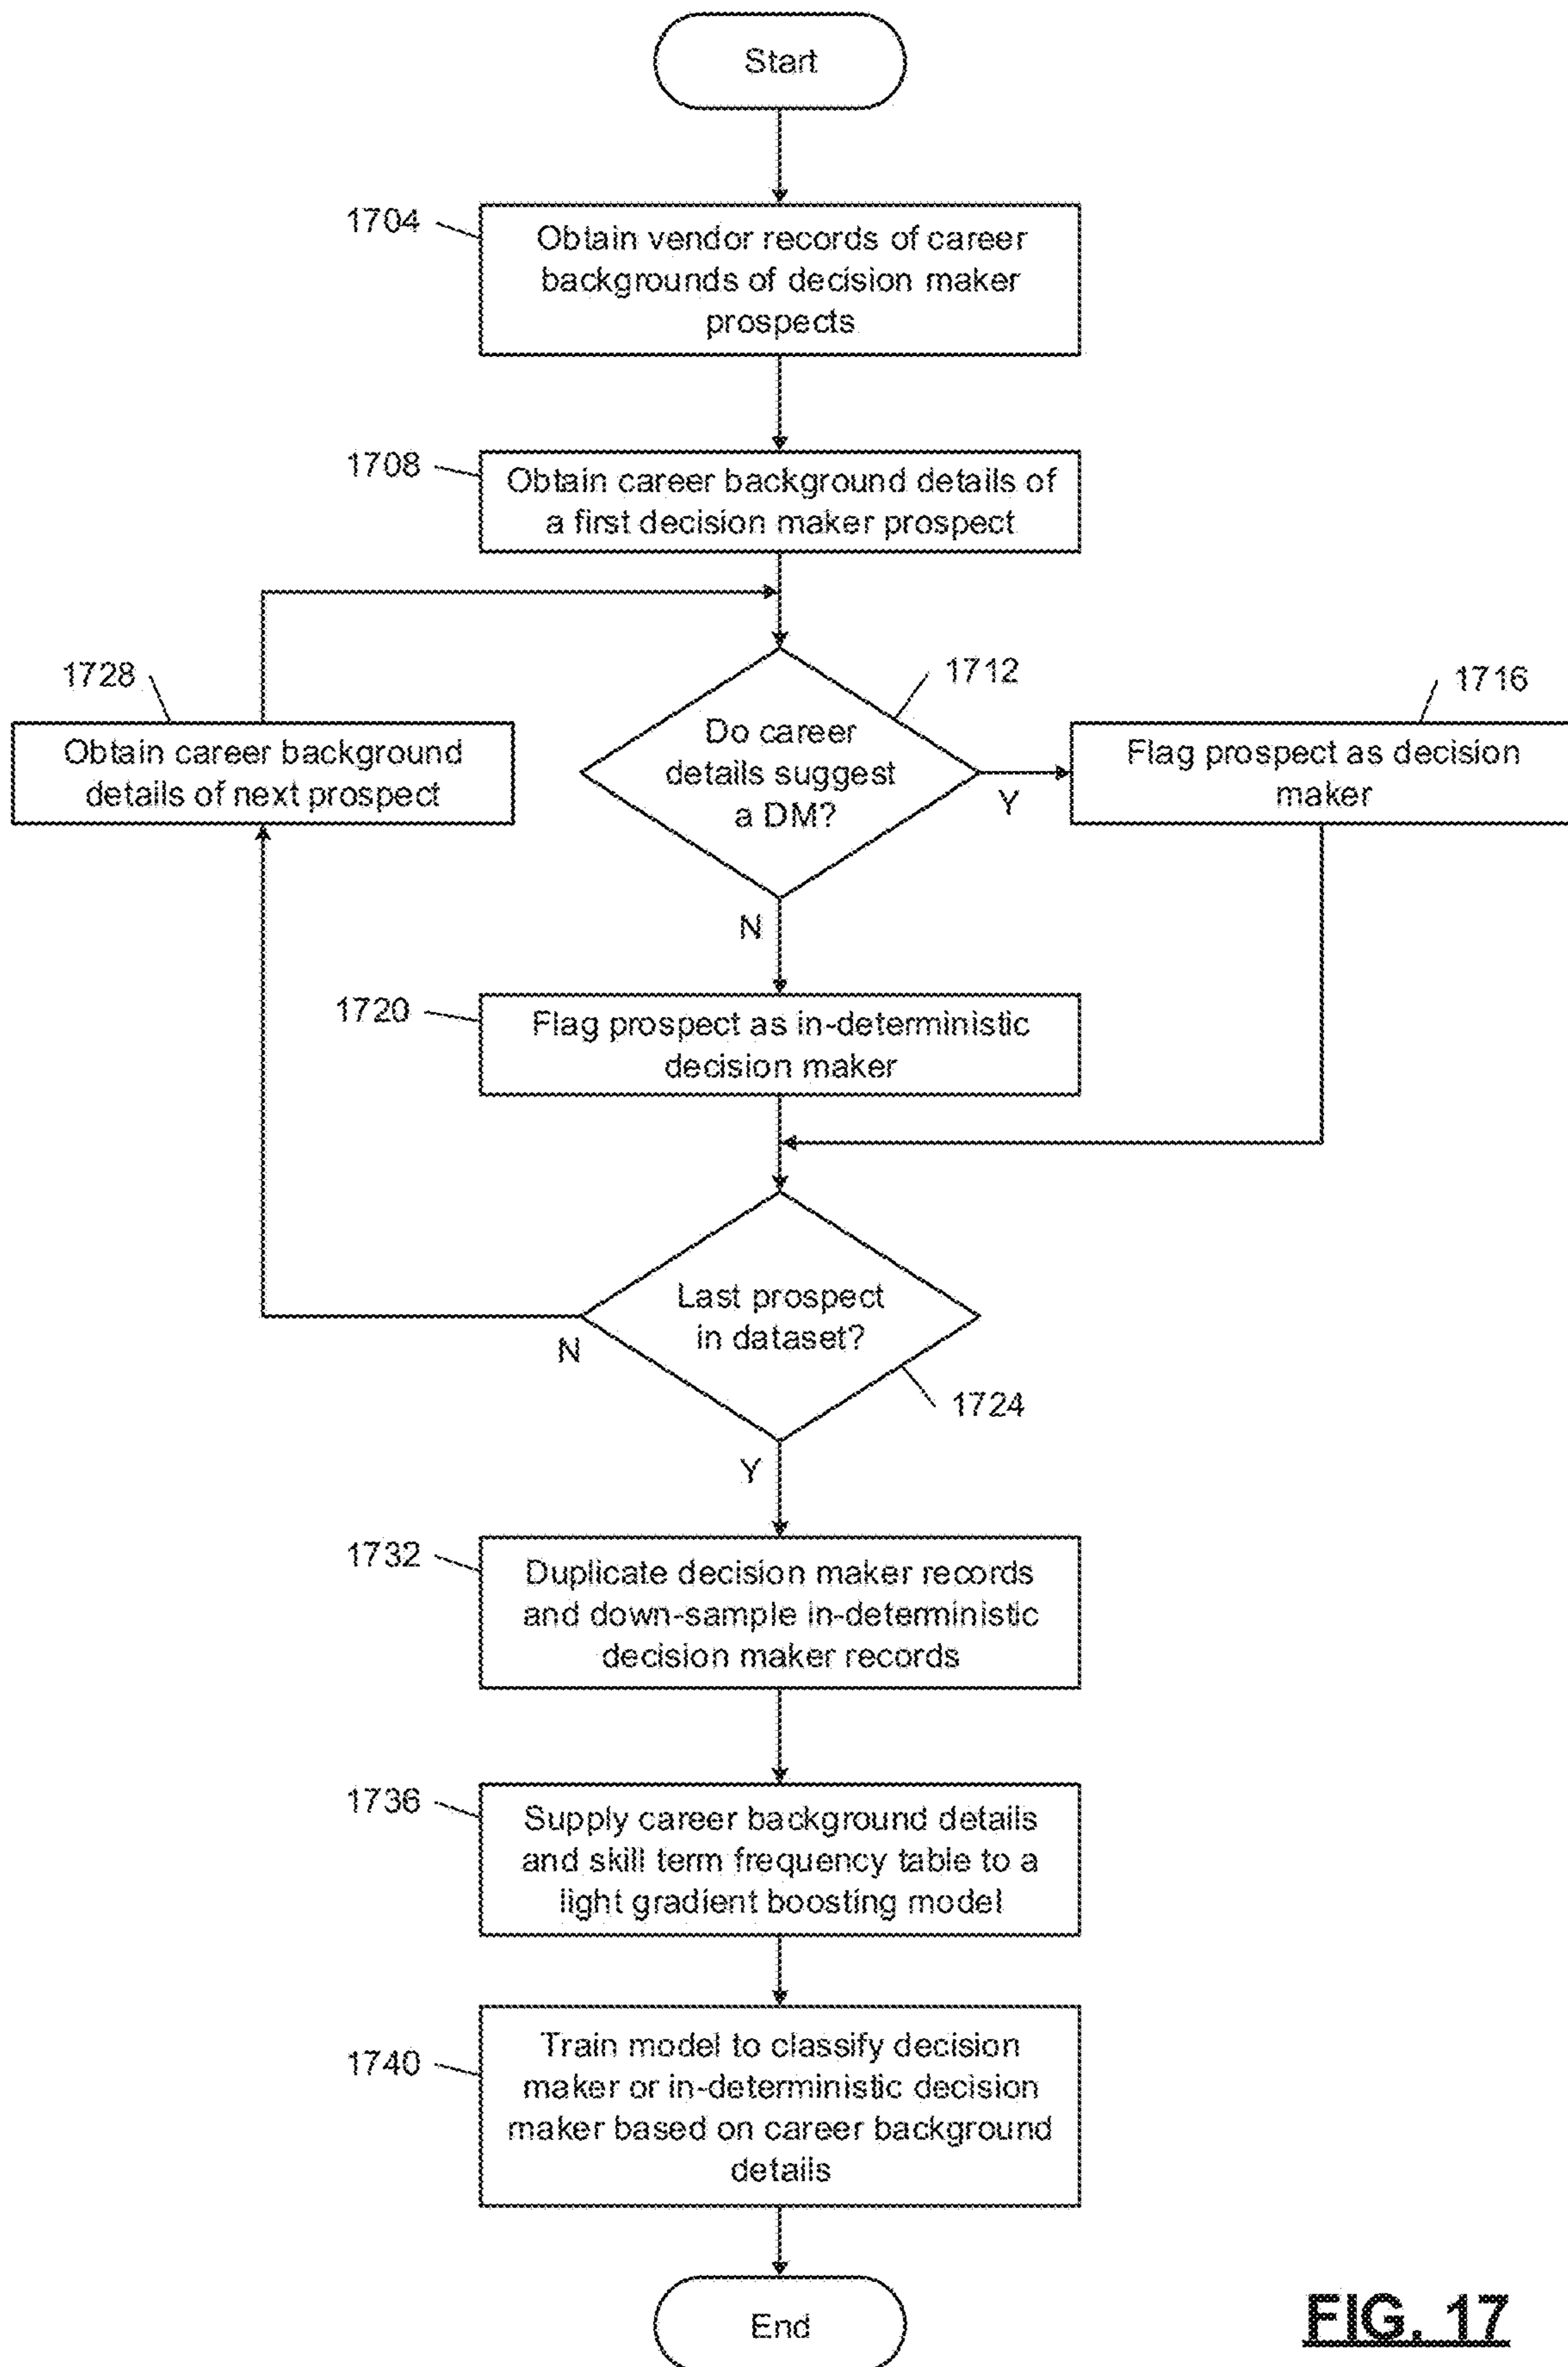 Start
1704
Obtain vendor records of career
backgrounds of decision maker
prospects
1708
Obtain career background details of
a first decision maker prospect
1728
Obtain career background
details of next prospect
1712
Do career
details suggest
a DM?
Y
1716
Flag prospect as decision
maker
N
1720
Flag prospect as in-deterministic
decision maker
Last prospect
in dataset?
N
1724
Y
1732
Duplicate decision maker records
and down-sample in-deterministic
decision maker records
1736
Supply career background details
and skill term frequency table to a
light gradient boosting model
1740
Train model to classify decision
maker or in-deterministic decision
maker based on career background
details
End
FIG. 17